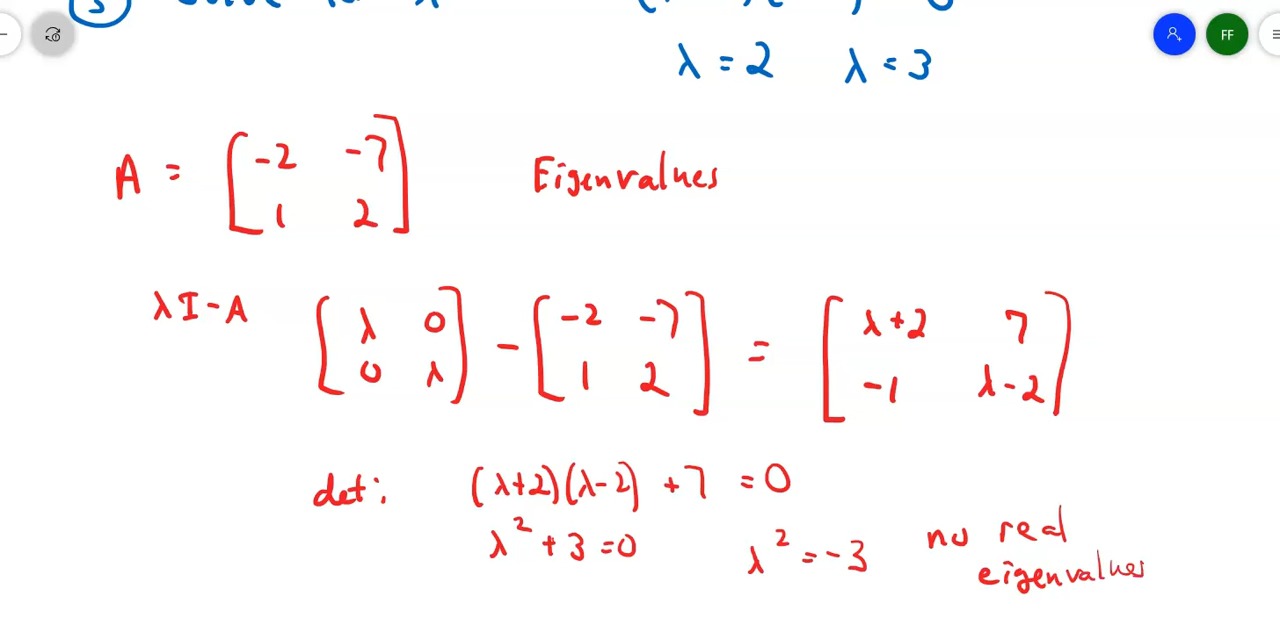 FF
λ = 2 λ = 3
A = [ -2 -7
1 2 ] Eigenvalues
λI - A [ λ 0
0 λ ] - [ -2 -7
1 2 ] = [ λ+2 7
-1 λ-2 ]
det: (λ+2)(λ-2) + 7 = 0
λ² + 3 = 0 λ² = -3 no real
eigenvalues